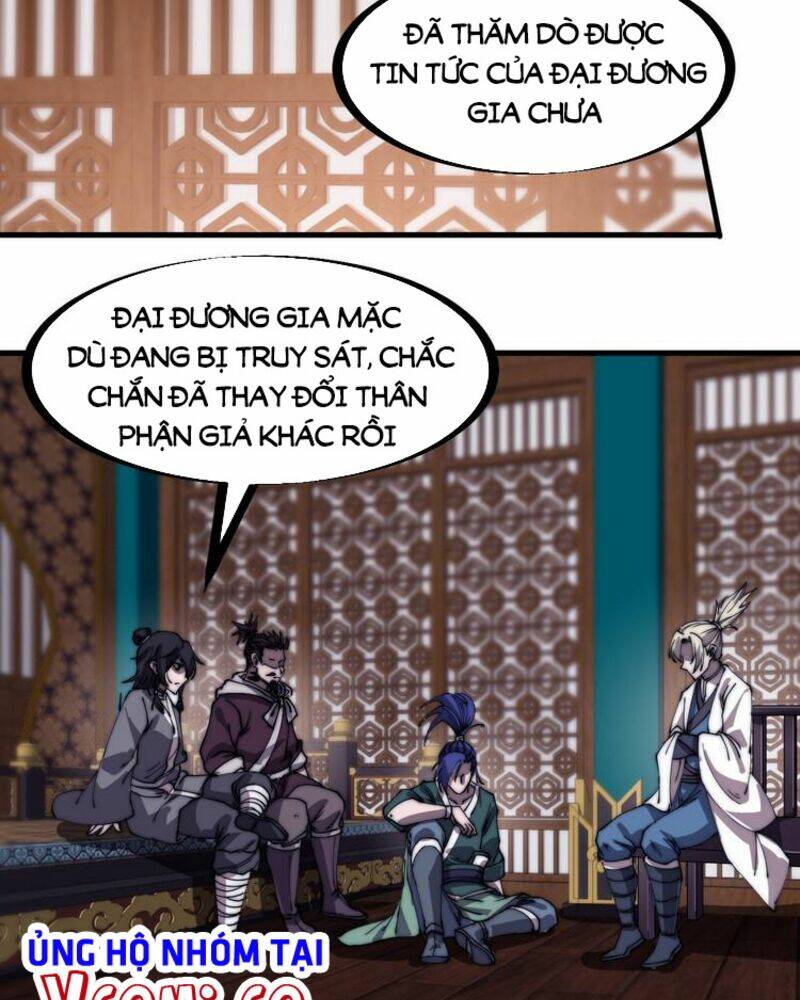 ĐÃ THĂM DÒ ĐƯỢC
TIN TỨC CỦA ĐẠI ĐƯƠNG
GIA CHƯA
ĐẠI ĐƯƠNG GIA MẶC
DÙ ĐANG BỊ TRUY SÁT, CHẮC
CHẮN ĐÃ THAY ĐỔI THÂN
PHẬN GIẢ KHÁC RỒI
ỦNG HỘ NHÓM TẠI